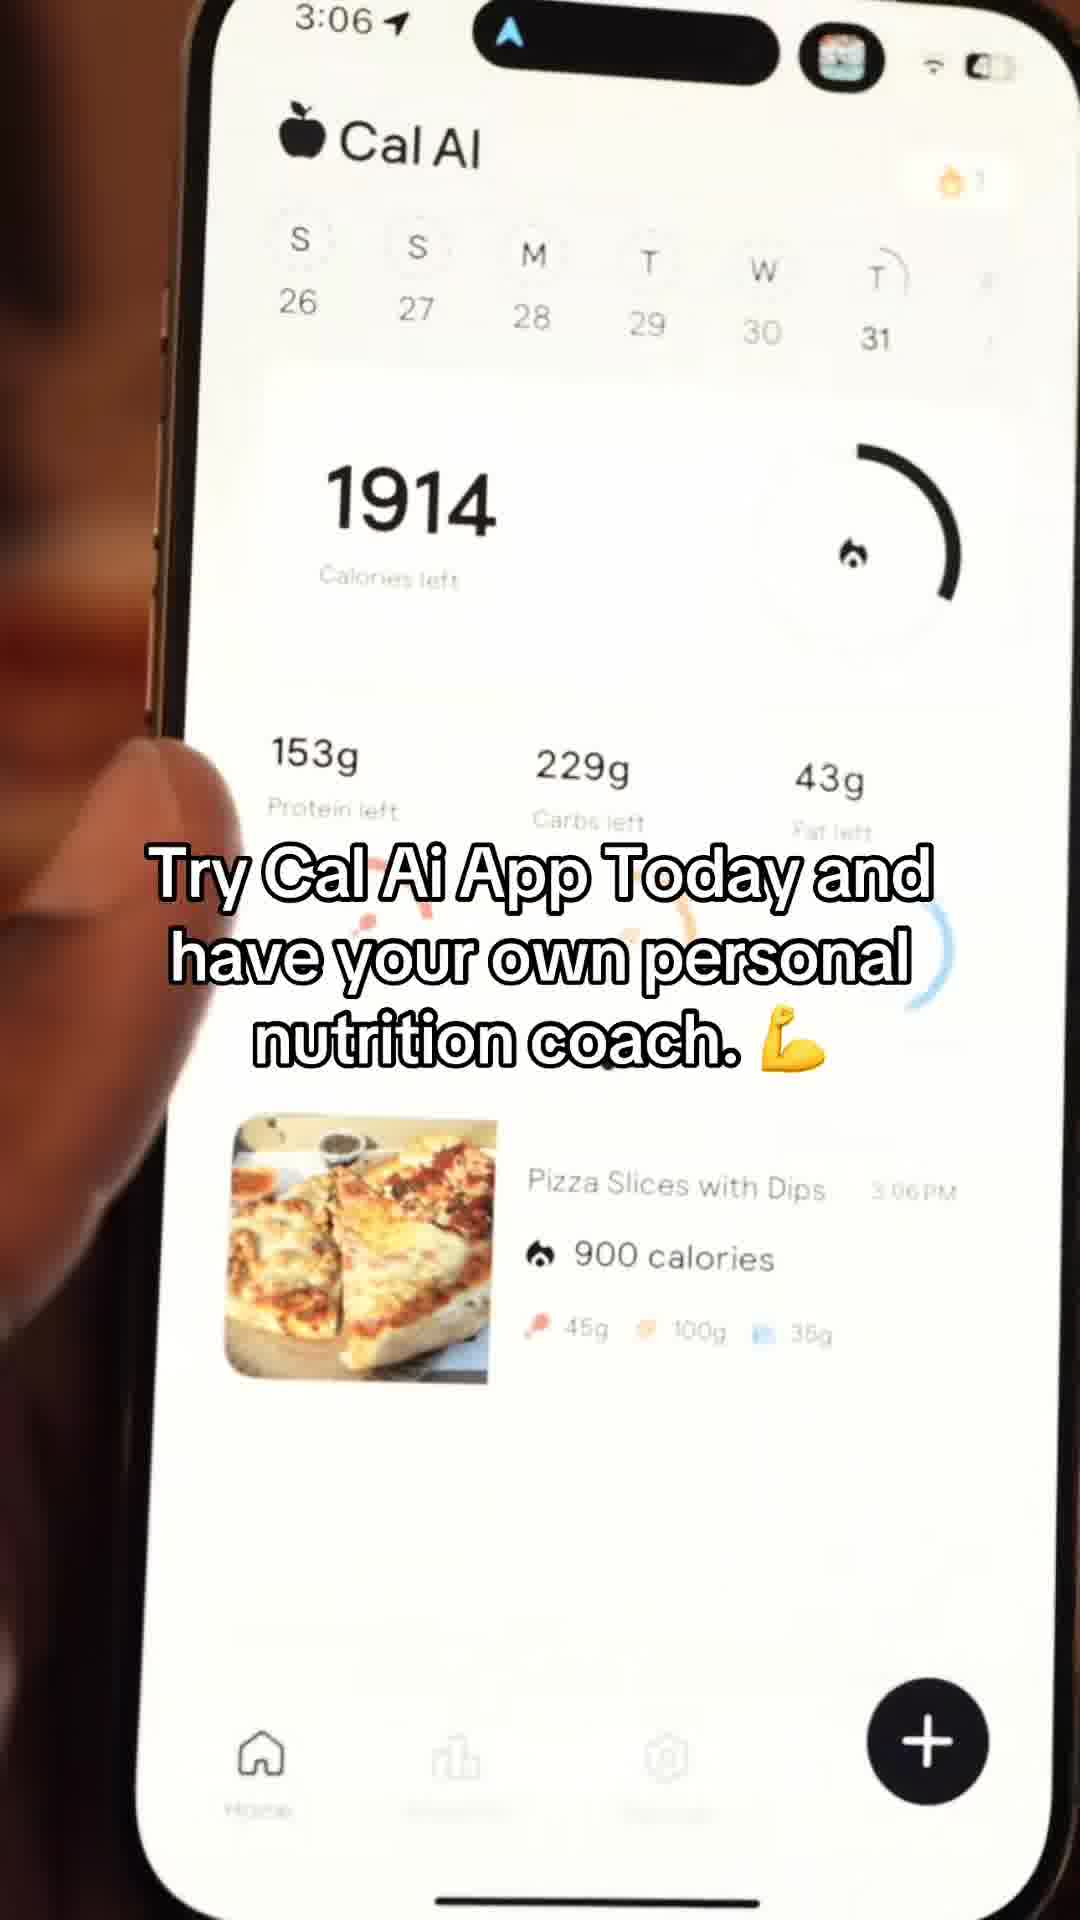 3:06
Cal AI
1
S S M T W T
26 27 28 29 30 31
1914
Calories left
153g 229g 43g
Protein left Carbs left Fat left
Try Cal Ai App Today and
have your own personal
nutrition coach. 💪
Pizza Slices with Dips 3:06 PM
900 calories
45g 100g 35g
Home